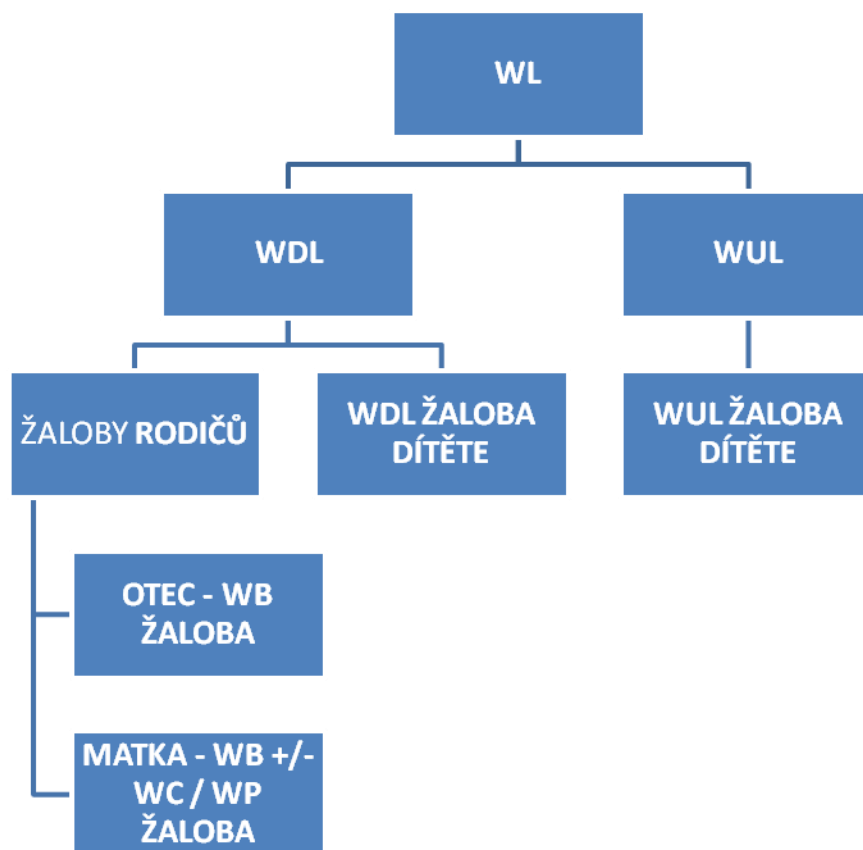 WL
WDL
WUL
ŽALOBY RODIČŮ
WDL ŽALOBA
DÍTĚTE
WUL ŽALOBA
DÍTĚTE
OTEC - WB
ŽALOBA
MATKA - WB +/-
WC / WP
ŽALOBA